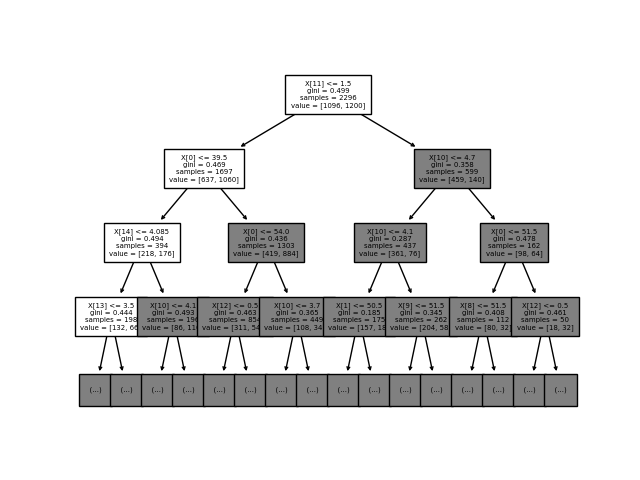 X[11] <= 1.5
gini = 0.499
samples = 2296
value = [1096, 1200]
X[0] <= 39.5
gini = 0.469
samples = 1697
value = [637, 1060]
X[10] <= 4.7
gini = 0.358
samples = 599
value = [459, 140]
X[14] <= 4.085
gini = 0.494
samples = 394
value = [218, 176]
X[0] <= 54.0
gini = 0.436
samples = 1303
value = [419, 884]
X[10] <= 4.1
gini = 0.287
samples = 437
value = [361, 76]
X[0] <= 51.5
gini = 0.478
samples = 162
value = [98, 64]
X[13] <= 3.5
gini = 0.444
samples = 198
value = [132, 66
X[10] <= 4.1
gini = 0.493
samples = 196
value = [86, 110
X[12] <= 0.5
gini = 0.463
samples = 854
value = [311, 54
X[10] <= 3.7
gini = 0.365
samples = 449
value = [108, 34
X[1] <= 50.5
gini = 0.185
samples = 175
value = [157, 18
X[9] <= 51.5
gini = 0.345
samples = 262
value = [204, 58
X[8] <= 51.5
gini = 0.408
samples = 112
value = [80, 32]
X[12] <= 0.5
gini = 0.461
samples = 50
value = [18, 32]
(...) (...) (...) (...) (...) (...) (...) (...) (...) (...) (...) (...) (...) (...) (...) (...)